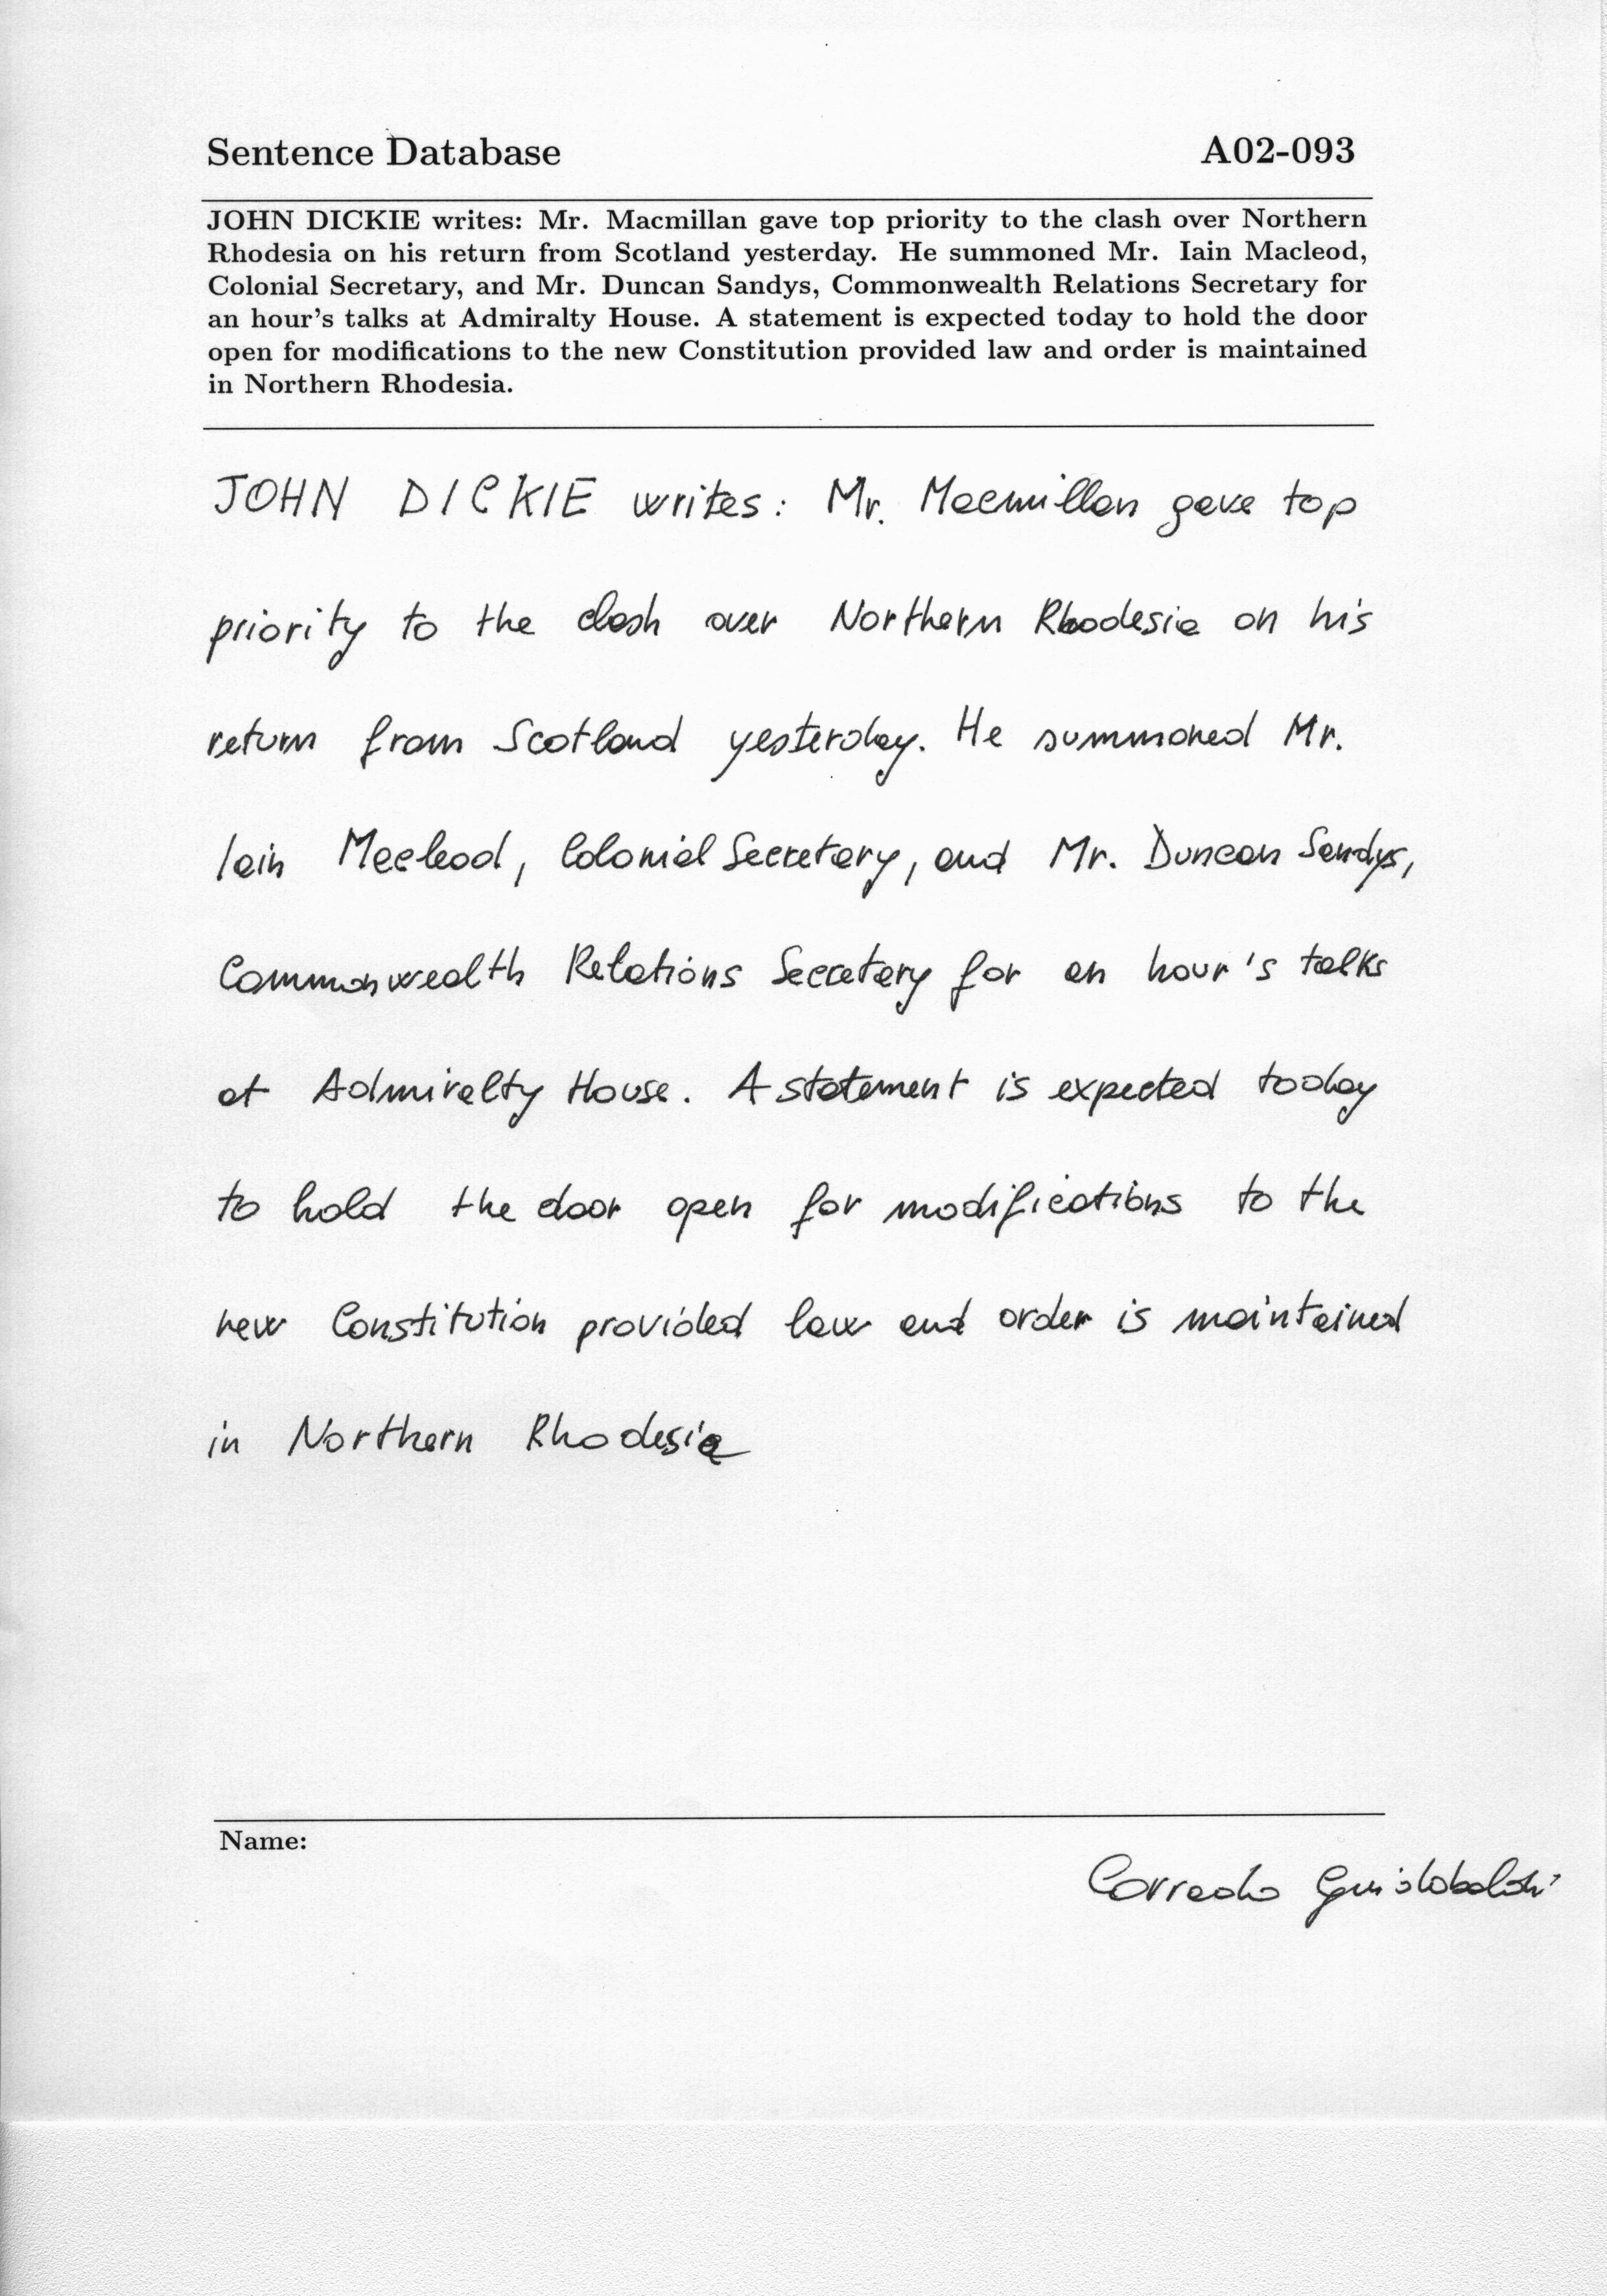 Sentence Database A02-093
JOHN DICKIE writes: Mr. Macmillan gave top priority to the clash over Northern
Rhodesia on his return from Scotland yesterday. He summoned Mr. Iain Macleod,
Colonial Secretary, and Mr. Duncan Sandys, Commonwealth Relations Secretary for
an hour's talks at Admiralty House. A statement is expected today to hold the door
open for modifications to the new Constitution provided law and order is maintained
in Northern Rhodesia.
JOHN DICKIE writes: Mr. Macmillan gave top
priority to the clash over Northern Rhodesia on his
return from Scotland yesterday. He summoned Mr.
Iain Macleod, Colonial Secretary, and Mr. Duncan Sandys,
Commonwealth Relations Secretary for an hour's talks
at Admiralty House. A statement is expected today
to hold the door open for modifications to the
new Constitution provided law and order is maintained
in Northern Rhodesia
Name:
Corrado